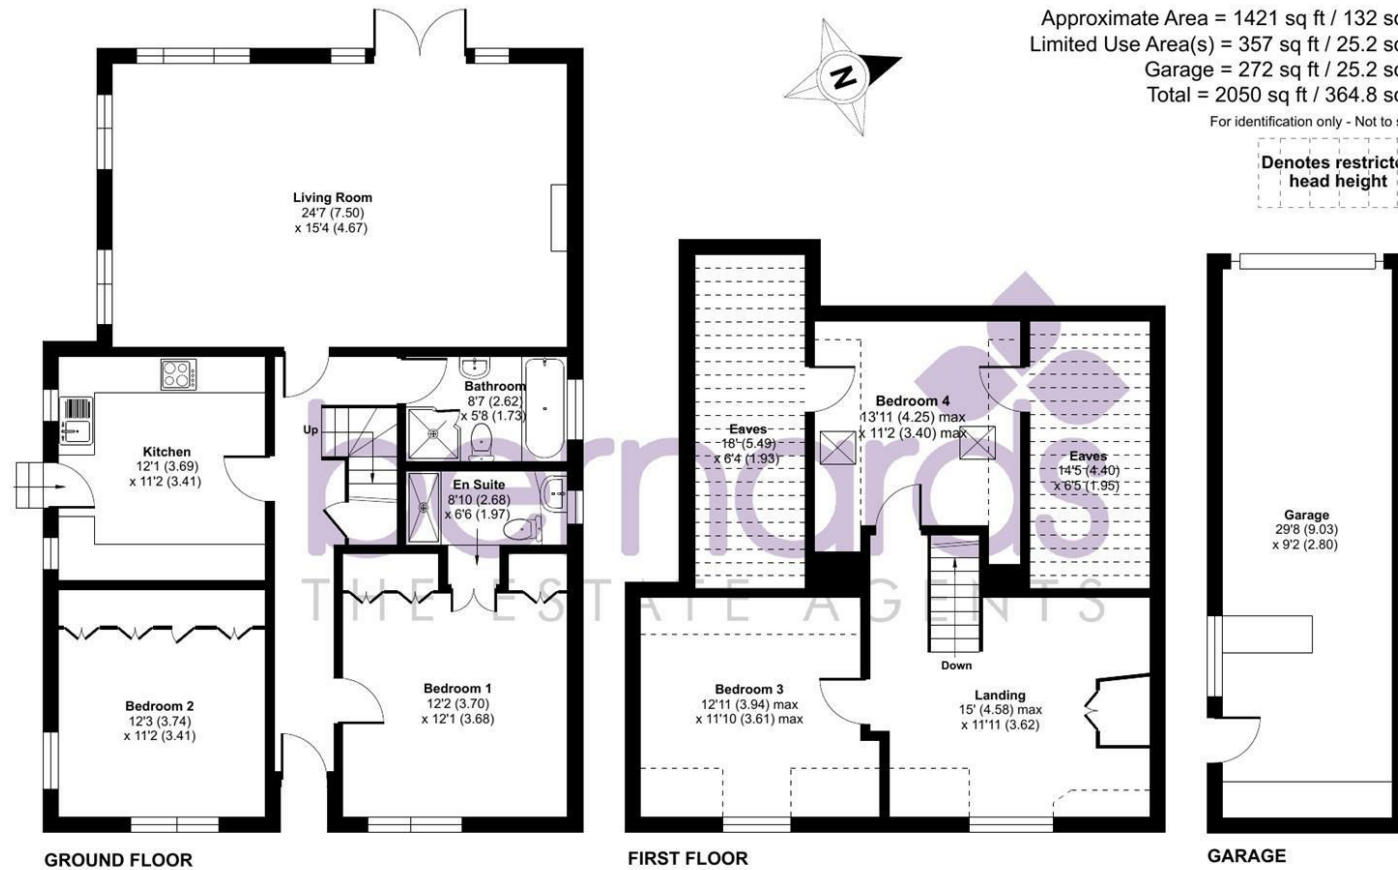 Approximate Area = 1421 sq ft / 132 sq
Limited Use Area(s) = 357 sq ft / 25.2 sq
Garage = 272 sq ft / 25.2 sq
Total = 2050 sq ft / 364.8 sq
For identification only - Not to s
Denotes restricte
head height
N
Living Room
24'7 (7.50)
x 15'4 (4.67)
Kitchen
12'1 (3.69)
x 11'2 (3.41)
Up
Bathroom
8'7 (2.62)
x 5'8 (1.73)
En Suite
8'10 (2.68)
x 6'6 (1.97)
Bedroom 2
12'3 (3.74)
x 11'2 (3.41)
Bedroom 1
12'2 (3.70)
x 12'1 (3.68)
GROUND FLOOR
Eaves
18' (5.49)
x 6'4 (1.93)
Bedroom 4
13'11 (4.25) max
x 11'2 (3.40) max
Eaves
14'5 (4.40)
x 6'5 (1.95)
Down
Bedroom 3
12'11 (3.94) max
x 11'10 (3.61) max
Landing
15' (4.58) max
x 11'11 (3.62)
FIRST FLOOR
Garage
29'8 (9.03)
x 9'2 (2.80)
GARAGE
bernards
THE ESTATE AGENTS